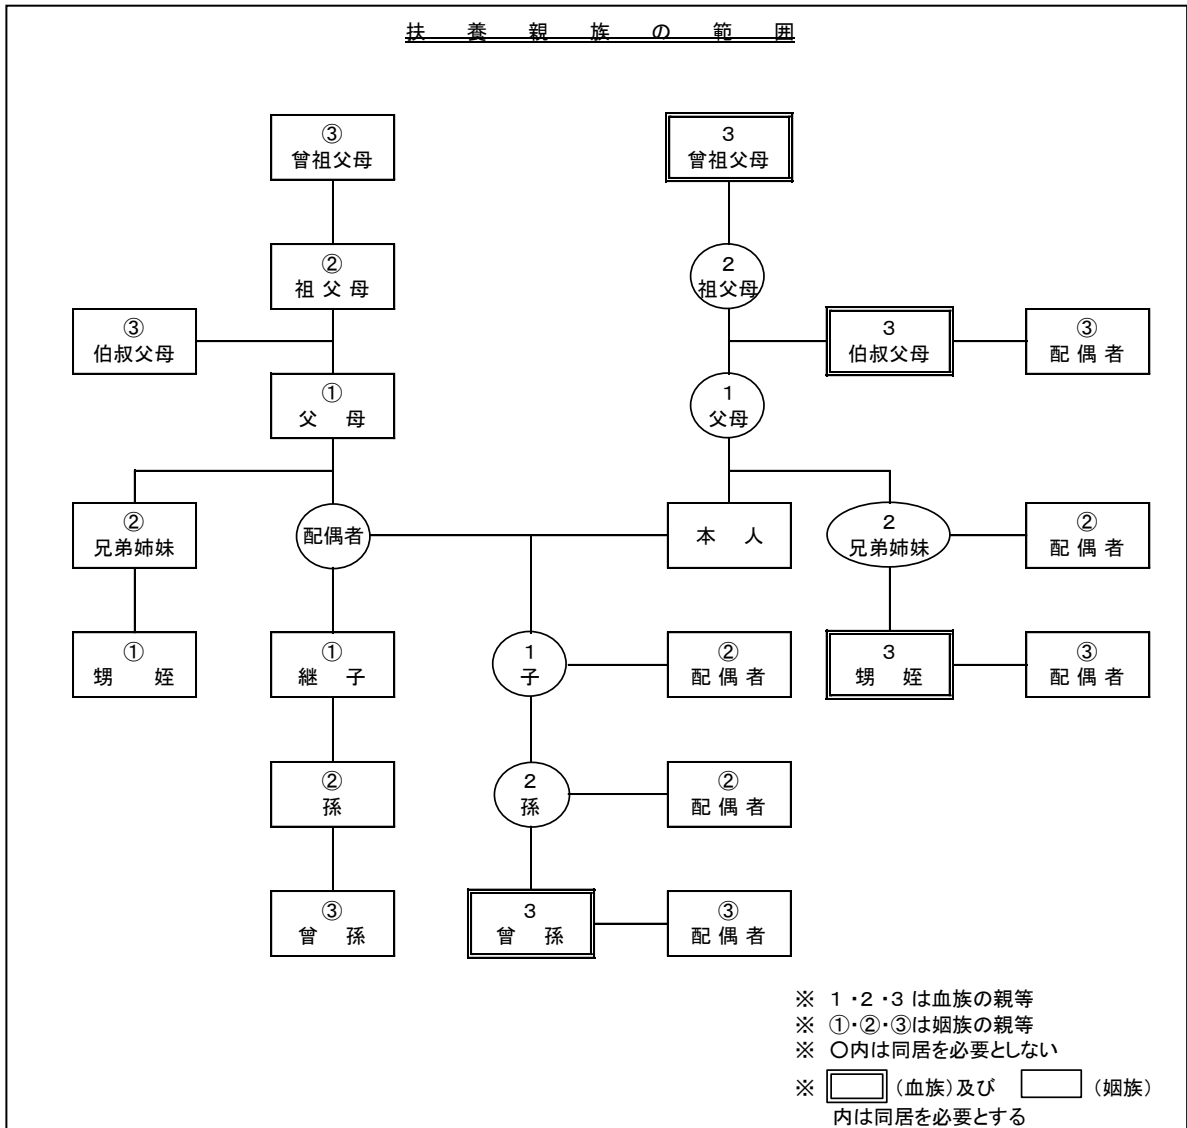 扶養親族の範囲
③
曾祖父母
3
曾祖父母
②
祖父母
2
祖父母
③
伯叔父母
3
伯叔父母
③
配偶者
①
父母
1
父母
②
兄弟姉妹
配偶者
本人
2
兄弟姉妹
②
配偶者
①
甥姪
①
継子
1
子
②
配偶者
3
甥姪
③
配偶者
②
孫
2
孫
②
配偶者
③
曾孫
3
曾孫
③
配偶者
※ 1・2・3 は血族の親等
※ ①・②・③は姻族の親等
※ ○内は同居を必要としない
※ (血族)及び (姻族)
内は同居を必要とする